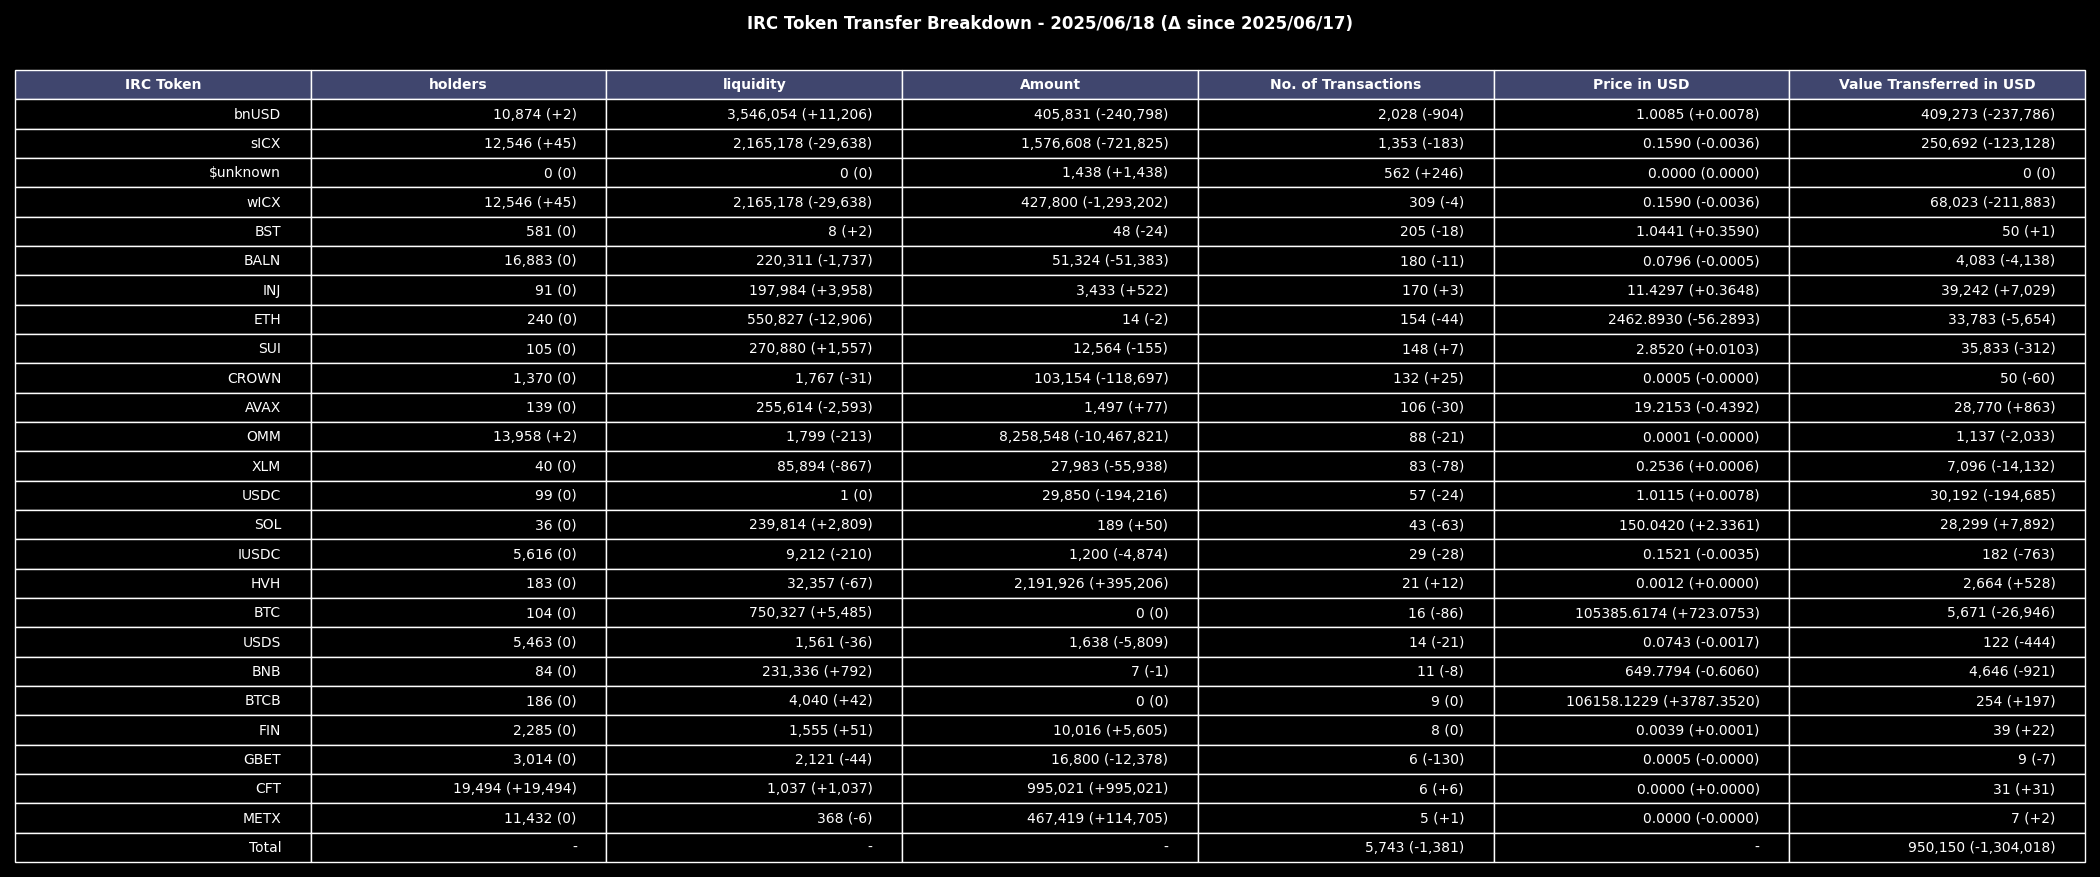 IRC Token Transfer Breakdown - 2025/06/18 (Δ since 2025/06/17)
IRC Token holders liquidity Amount No. of Transactions Price in USD Value Transferred in USD
bnUSD 10,874 (+2) 3,546,054 (+11,206) 405,831 (-240,798) 2,028 (-904) 1.0085 (+0.0078) 409,273 (-237,786)
sICX 12,546 (+45) 2,165,178 (-29,638) 1,576,608 (-721,825) 1,353 (-183) 0.1590 (-0.0036) 250,692 (-123,128)
$unknown 0 (0) 0 (0) 1,438 (+1,438) 562 (+246) 0.0000 (0.0000) 0 (0)
wICX 12,546 (+45) 2,165,178 (-29,638) 427,800 (-1,293,202) 309 (-4) 0.1590 (-0.0036) 68,023 (-211,883)
BST 581 (0) 8 (+2) 48 (-24) 205 (-18) 1.0441 (+0.3590) 50 (+1)
BALN 16,883 (0) 220,311 (-1,737) 51,324 (-51,383) 180 (-11) 0.0796 (-0.0005) 4,083 (-4,138)
INJ 91 (0) 197,984 (+3,958) 3,433 (+522) 170 (+3) 11.4297 (+0.3648) 39,242 (+7,029)
ETH 240 (0) 550,827 (-12,906) 14 (-2) 154 (-44) 2462.8930 (-56.2893) 33,783 (-5,654)
SUI 105 (0) 270,880 (+1,557) 12,564 (-155) 148 (+7) 2.8520 (+0.0103) 35,833 (-312)
CROWN 1,370 (0) 1,767 (-31) 103,154 (-118,697) 132 (+25) 0.0005 (-0.0000) 50 (-60)
AVAX 139 (0) 255,614 (-2,593) 1,497 (+77) 106 (-30) 19.2153 (-0.4392) 28,770 (+863)
OMM 13,958 (+2) 1,799 (-213) 8,258,548 (-10,467,821) 88 (-21) 0.0001 (-0.0000) 1,137 (-2,033)
XLM 40 (0) 85,894 (-867) 27,983 (-55,938) 83 (-78) 0.2536 (+0.0006) 7,096 (-14,132)
USDC 99 (0) 1 (0) 29,850 (-194,216) 57 (-24) 1.0115 (+0.0078) 30,192 (-194,685)
SOL 36 (0) 239,814 (+2,809) 189 (+50) 43 (-63) 150.0420 (+2.3361) 28,299 (+7,892)
IUSDC 5,616 (0) 9,212 (-210) 1,200 (-4,874) 29 (-28) 0.1521 (-0.0035) 182 (-763)
HVH 183 (0) 32,357 (-67) 2,191,926 (+395,206) 21 (+12) 0.0012 (+0.0000) 2,664 (+528)
BTC 104 (0) 750,327 (+5,485) 0 (0) 16 (-86) 105385.6174 (+723.0753) 5,671 (-26,946)
USDS 5,463 (0) 1,561 (-36) 1,638 (-5,809) 14 (-21) 0.0743 (-0.0017) 122 (-444)
BNB 84 (0) 231,336 (+792) 7 (-1) 11 (-8) 649.7794 (-0.6060) 4,646 (-921)
BTCB 186 (0) 4,040 (+42) 0 (0) 9 (0) 106158.1229 (+3787.3520) 254 (+197)
FIN 2,285 (0) 1,555 (+51) 10,016 (+5,605) 8 (0) 0.0039 (+0.0001) 39 (+22)
GBET 3,014 (0) 2,121 (-44) 16,800 (-12,378) 6 (-130) 0.0005 (-0.0000) 9 (-7)
CFT 19,494 (+19,494) 1,037 (+1,037) 995,021 (+995,021) 6 (+6) 0.0000 (+0.0000) 31 (+31)
METX 11,432 (0) 368 (-6) 467,419 (+114,705) 5 (+1) 0.0000 (-0.0000) 7 (+2)
Total - - - 5,743 (-1,381) - 950,150 (-1,304,018)